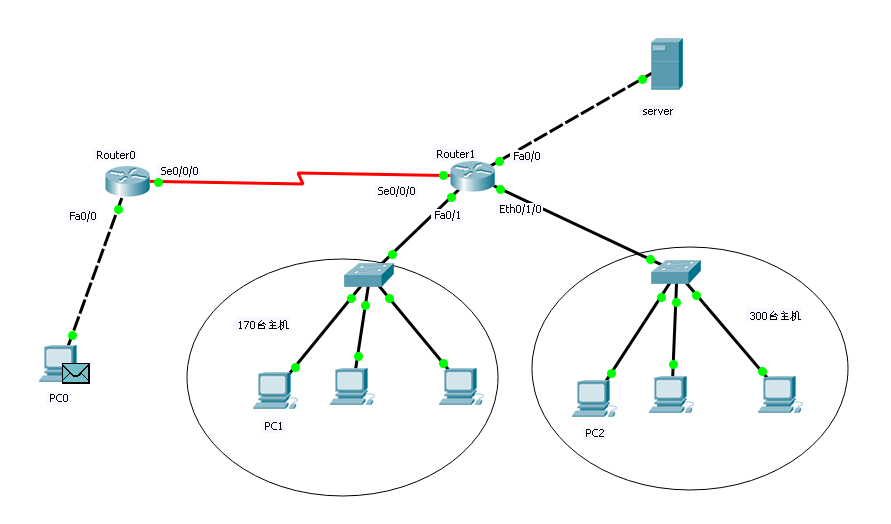 server
Router0
Router1
Fa0/0
Se0/0/0
Se0/0/0
Fa0/0
Fa0/1
Eth0/1/0
170台主机
300台主机
PC0
PC1
PC2